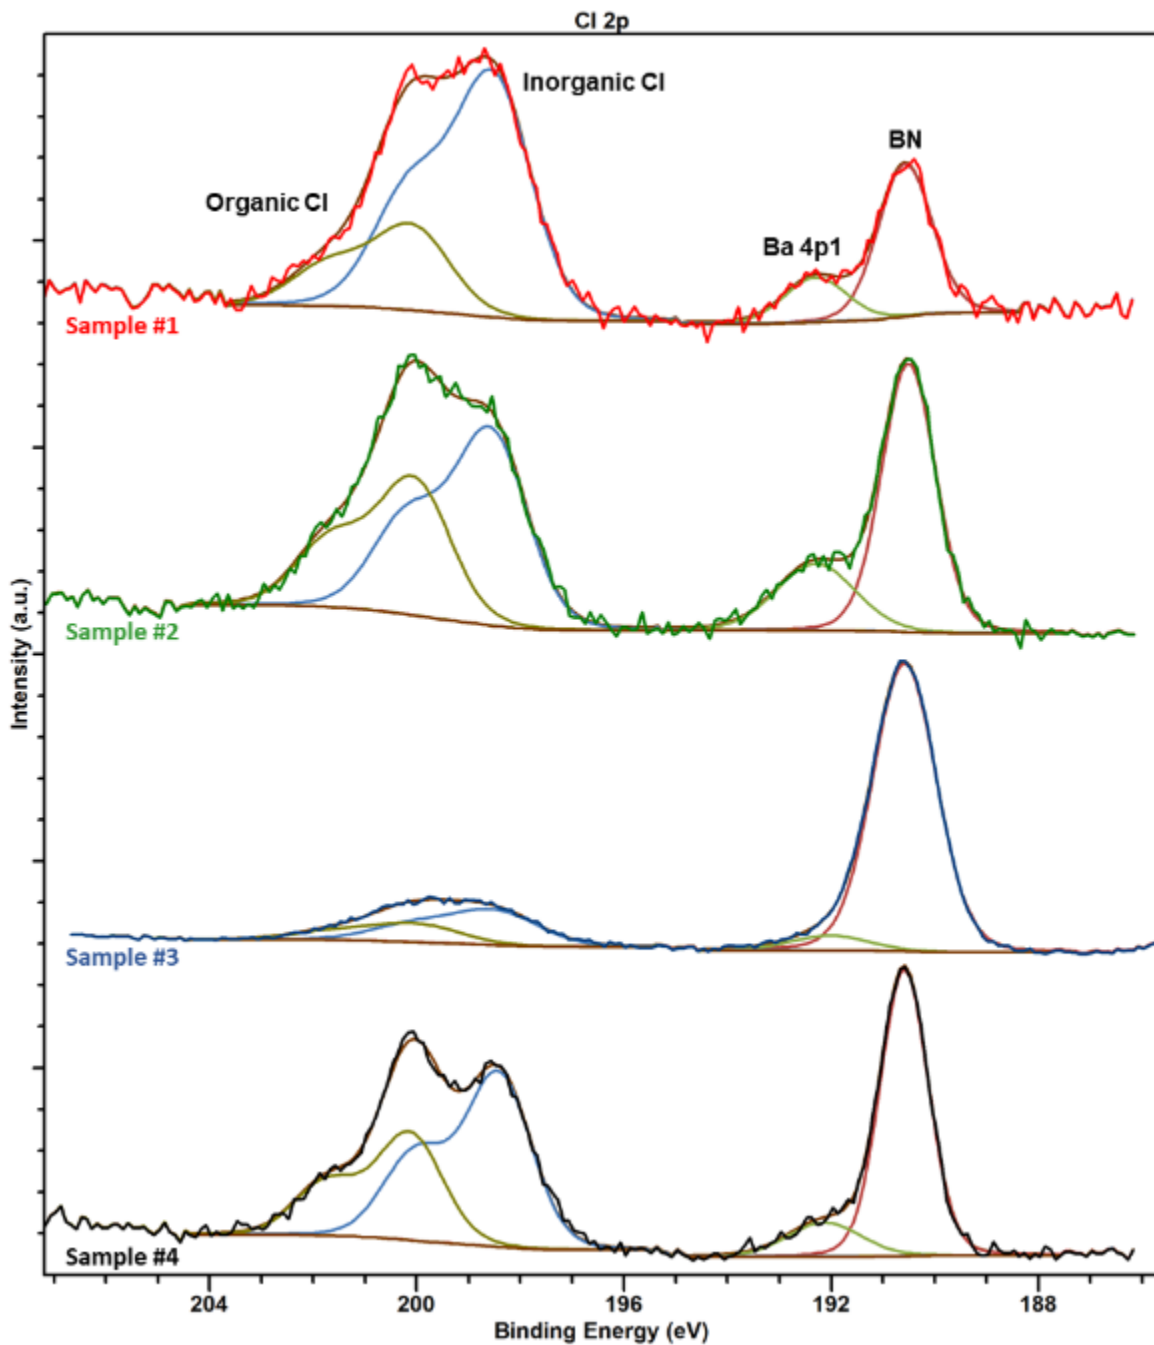 Cl 2p
Inorganic Cl
BN
Organic Cl
Ba 4p1
Sample #1
Sample #2
Intensity (a.u.)
Sample #3
Sample #4
204
200
196
192
188
Binding Energy (eV)